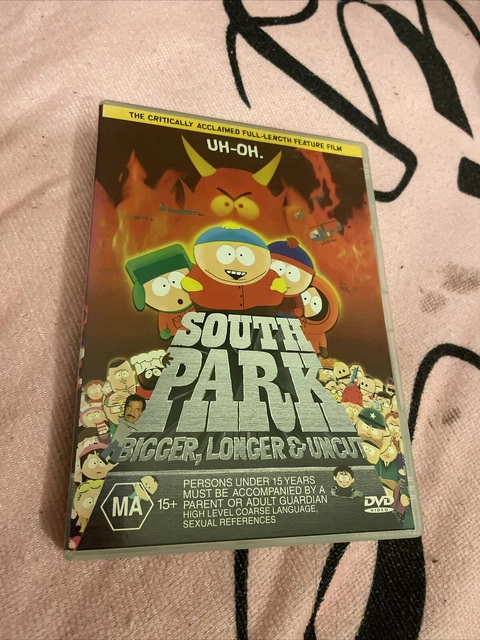 THE CRITICALLY ACCLAIMED FULL-LENGTH FEATURE FILM
UH-OH.
SOUTH
PARK
BIGGER, LONGER & UNCUT
MA 15+
PERSONS UNDER 15 YEARS
MUST BE ACCOMPANIED BY A
PARENT OR ADULT GUARDIAN
HIGH LEVEL COARSE LANGUAGE,
SEXUAL REFERENCES
DVD
VIDEO